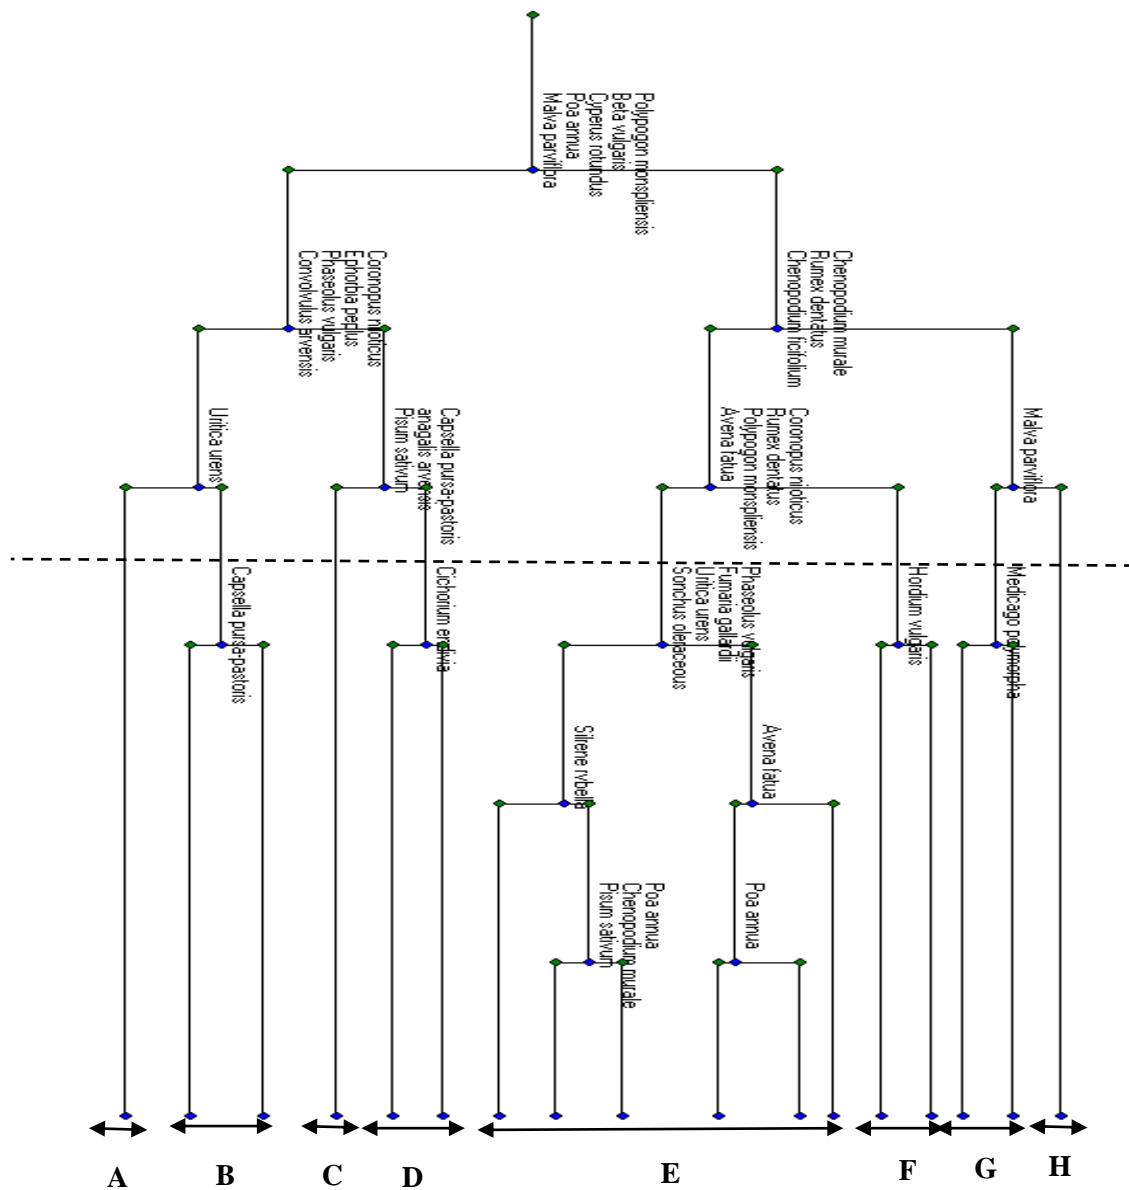 Polypogon monspliensis
Beta vulgaris
Cyperus rotundus
Poa annua
Malva parviflora
Coronopus niloticus
Ephorbia peplus
Phaseolus vulgaris
Convolvulus arvensis
Chenopodium murale
Rumex dentatus
Chenopodium ficifolium
Uritica urens
Capsella pursa-pastoris
anagalis arvensis
Pisum sativum
Coronopus niloticus
Rumex dentatus
Polypogon monspliensis
Avena fatua
Malva parviflora
Capsella pursa-pastoris
Cichorium endivia
Phaseolus vulgaris
Fumaria gallardii
Uritica urens
Sonchus oleraceous
Hordium vulgaris
Medicago polymorpha
Silrene rvbella
Avena fatua
Poa annua
Chenopodium murale
Pisum sativum
Poa annua
A B C D E F G H